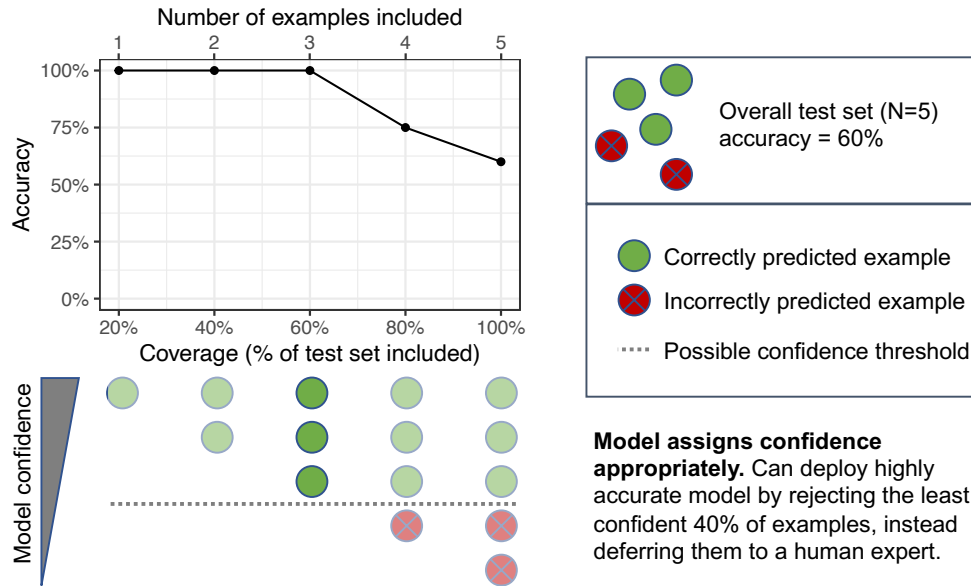 Number of examples included
1 2 3 4 5
100%
75%
50%
25%
0%
Accuracy
20% 40% 60% 80% 100%
Coverage (% of test set included)
Model confidence
Overall test set (N=5)
accuracy = 60%
Correctly predicted example
Incorrectly predicted example
Possible confidence threshold
Model assigns confidence
appropriately. Can deploy highly
accurate model by rejecting the least
confident 40% of examples, instead
deferring them to a human expert.